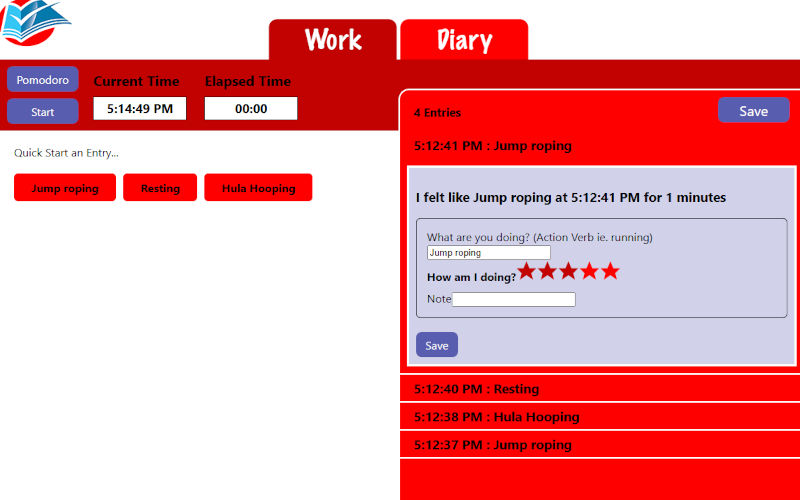 Work
Diary
Pomodoro
Start
Current Time
5:14:49 PM
Elapsed Time
00:00
Quick Start an Entry...
Jump roping
Resting
Hula Hooping
4 Entries
Save
5:12:41 PM : Jump roping
I felt like Jump roping at 5:12:41 PM for 1 minutes
What are you doing? (Action Verb ie. running)
Jump roping
How am I doing?
Note
Save
5:12:40 PM : Resting
5:12:38 PM : Hula Hooping
5:12:37 PM : Jump roping